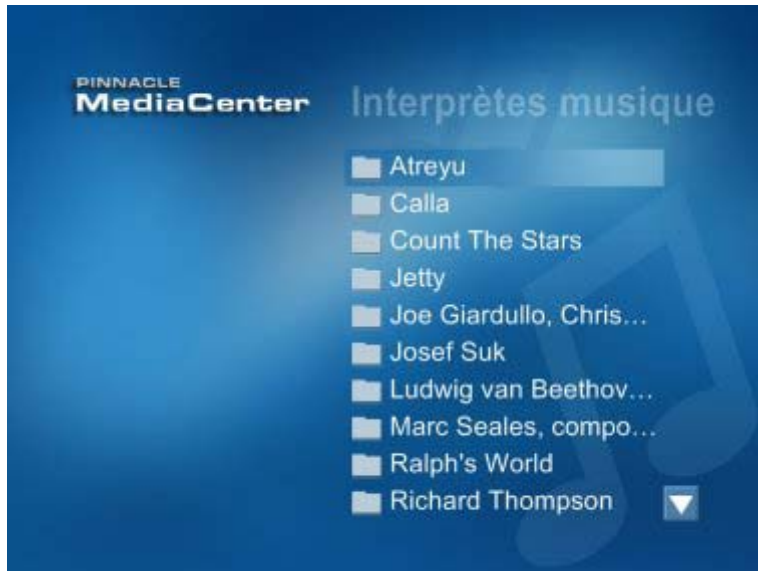 PINNACLE
MediaCenter
Interprètes musique
Atreyu
Calla
Count The Stars
Jetty
Joe Giardullo, Chris…
Josef Suk
Ludwig van Beethov…
Marc Seales, compo…
Ralph's World
Richard Thompson